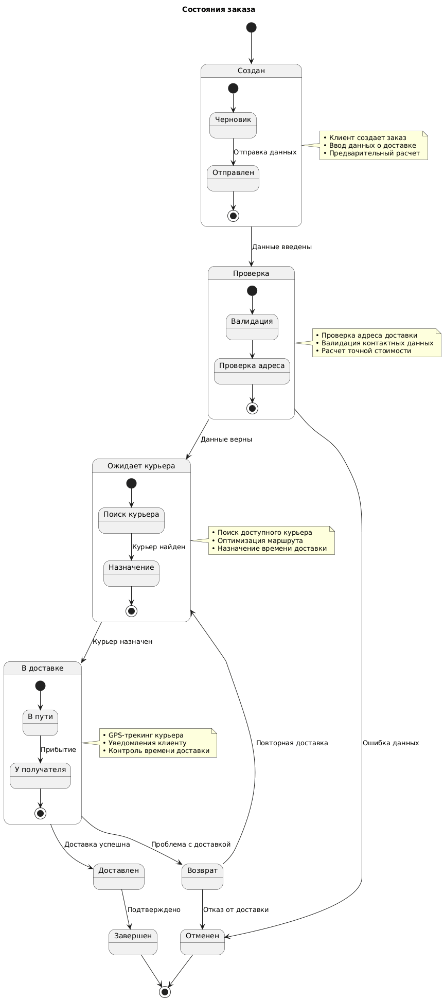 Состояния заказа
Создан
Черновик
• Клиент создает заказ
• Ввод данных о доставке
• Предварительный расчет
Отправка данных
Отправлен
Данные введены
Проверка
Валидация
• Проверка адреса доставки
• Валидация контактных данных
• Расчет точной стоимости
Проверка адреса
Данные верны
Ожидает курьера
Поиск курьера
• Поиск доступного курьера
• Оптимизация маршрута
• Назначение времени доставки
Курьер найден
Назначение
Курьер назначен
В доставке
В пути
• GPS-трекинг курьера
• Уведомления клиенту
• Контроль времени доставки
Прибытие
Повторная доставка
Ошибка данных
У получателя
Доставка успешна
Проблема с доставкой
Доставлен
Возврат
Подтверждено
Отказ от доставки
Завершен
Отменен